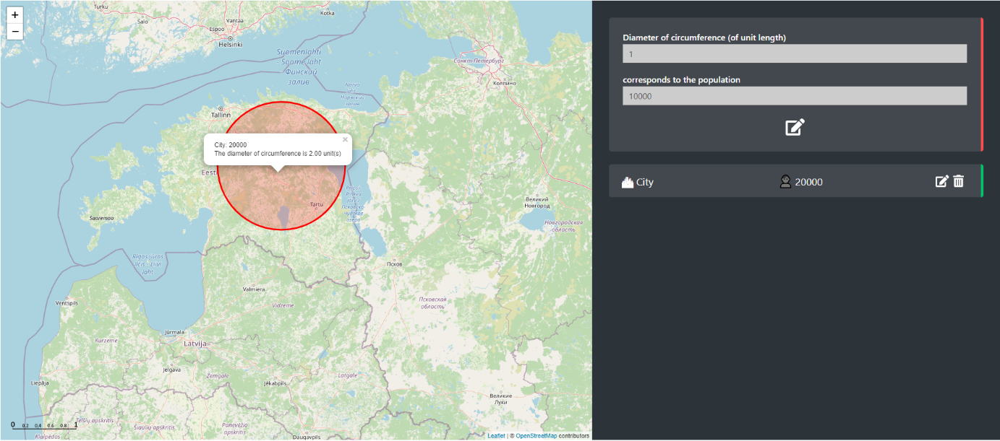 +
−
Turku
Salo
Espoo
Vantaa
Helsinki
Kotka
Suomenlahti
Soome laht
Финский
залив
Санкт-Петербург
Колпино
Narva
laht -
Нарвский
залив
Tallinn
City: 20000
The diameter of circumference is 2.00 unit(s)
×
Eesti
Tartu
Peipsi-
Pihkva
järv -
Псковско-
Чудское
озеро
Saaremaa
Великий
Новгород
Новгородская
область
Rīgas jūras
līcis - Liivi
laht
Псков
Valmiera
Ventspils
Vidzeme
Псковская
область
Jūrmala
Kurzeme
Latvija
Jelgava
Zemgale
Jēkabpils
Latgale
Liepāja
Великие
Луки
0 0.2 0.4 0.6 0.8 1
Telšių apskritis
Šiaulių apskritis
Panevėžio
apskritis
Klaipėdos
Daugavpils
Leaflet | © OpenStreetMap contributors
Diameter of circumference (of unit length)
1
corresponds to the population
10000
City
20000